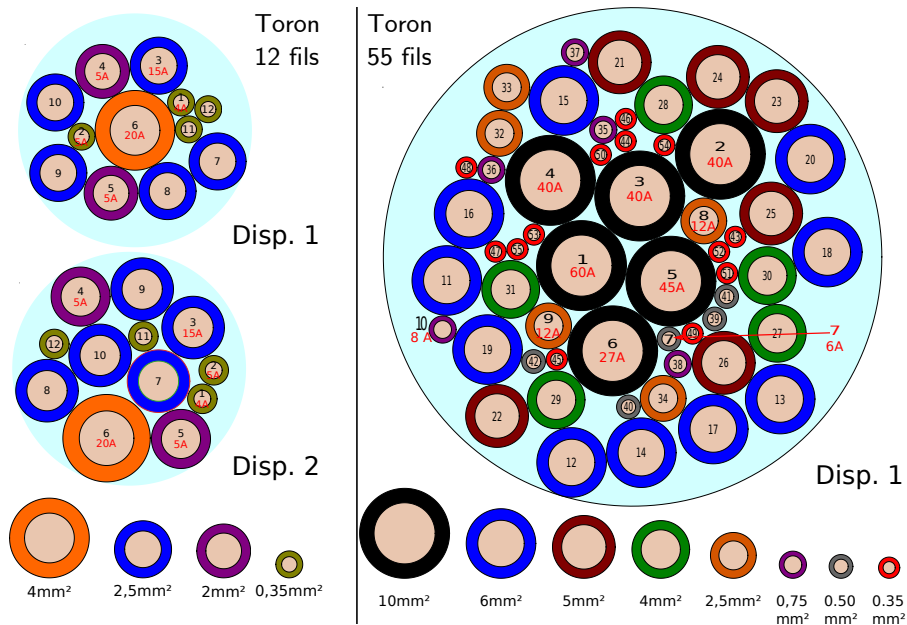 Toron
12 fils
4
5A
3
15A
10
1
4A
12
6
20A
2
5A
11
9
7
5
5A
8
Disp. 1
9
4
5A
3
15A
12
11
10
2
5A
7
8
1
4A
6
20A
5
5A
Disp. 2
4mm²
2,5mm²
2mm²
0,35mm²
Toron
55 fils
37
21
24
33
15
28
23
46
32
35
44
54
2
40A
20
50
48
36
4
40A
3
40A
16
8
12A
25
53
43
47
55
52
18
1
60A
11
31
5
45A
51
30
41
10
8 A
9
12A
39
7
49
27
7
6A
19
6
27A
42
45
38
26
29
40
34
13
22
17
14
12
Disp. 1
10mm²
6mm²
5mm²
4mm²
2,5mm²
0,75
mm²
0.50
mm²
0.35
mm²